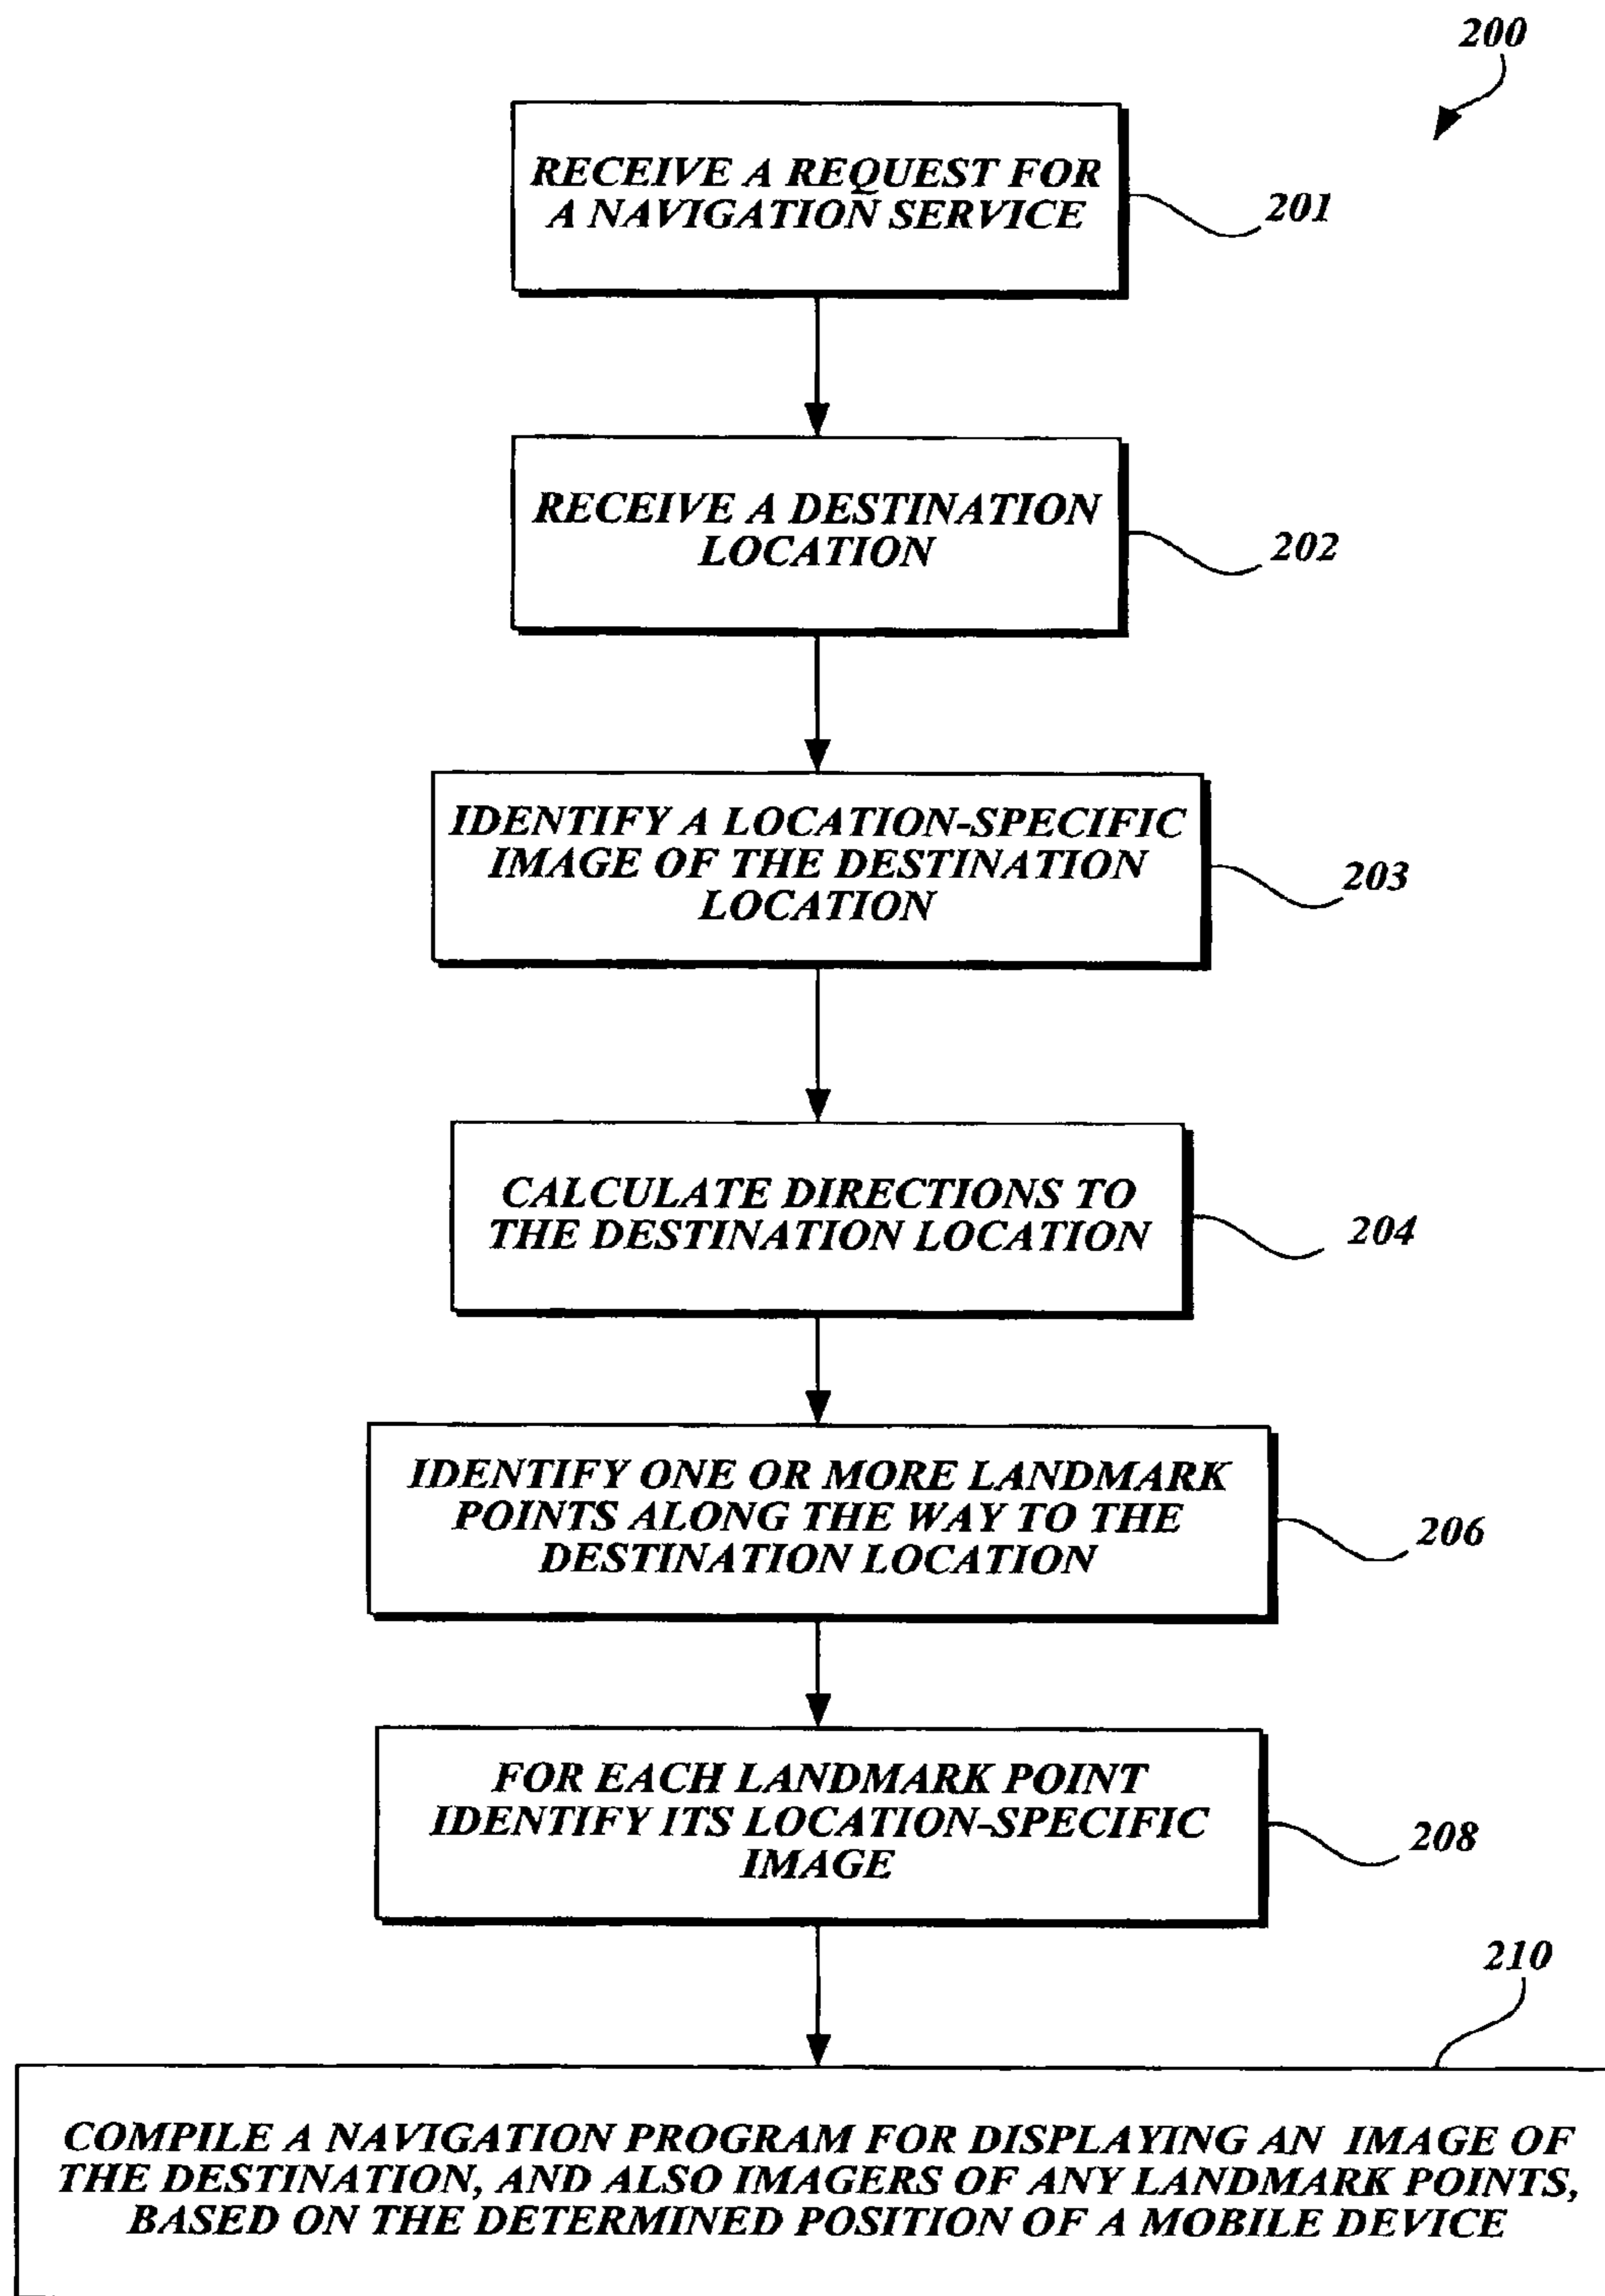 200
RECEIVE A REQUEST FOR
A NAVIGATION SERVICE
201
RECEIVE A DESTINATION
LOCATION
202
IDENTIFY A LOCATION-SPECIFIC
IMAGE OF THE DESTINATION
LOCATION
203
CALCULATE DIRECTIONS TO
THE DESTINATION LOCATION
204
IDENTIFY ONE OR MORE LANDMARK
POINTS ALONG THE WAY TO THE
DESTINATION LOCATION
206
FOR EACH LANDMARK POINT
IDENTIFY ITS LOCATION-SPECIFIC
IMAGE
208
210
COMPILE A NAVIGATION PROGRAM FOR DISPLAYING AN IMAGE OF
THE DESTINATION, AND ALSO IMAGERS OF ANY LANDMARK POINTS,
BASED ON THE DETERMINED POSITION OF A MOBILE DEVICE